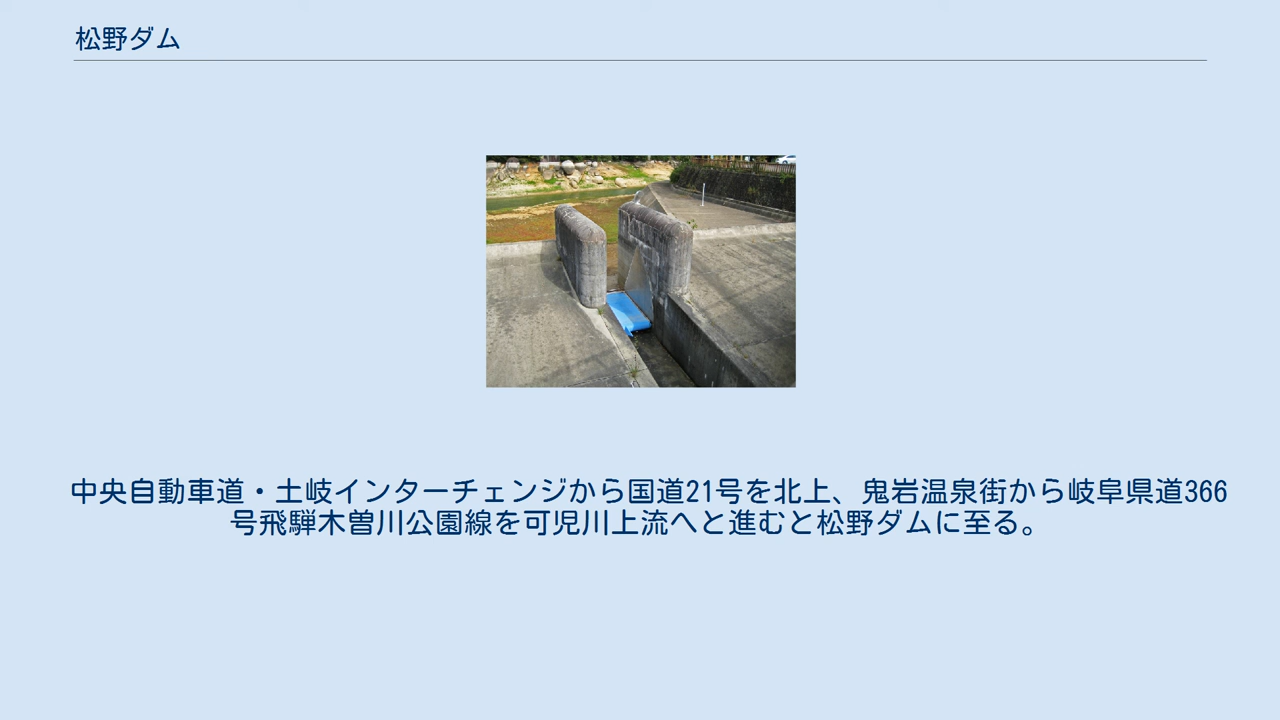 松野ダム
中央自動車道・土岐インターチェンジから国道21号を北上、鬼岩温泉街から岐阜県道366
号飛騨木曽川公園線を可児川上流へと進むと松野ダムに至る。